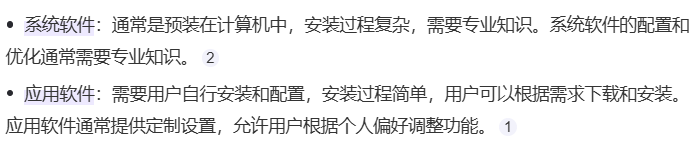 • 系统软件：通常是预装在计算机中，安装过程复杂，需要专业知识。系统软件的配置和
优化通常需要专业知识。 2
• 应用软件：需要用户自行安装和配置，安装过程简单，用户可以根据需求下载和安装。
应用软件通常提供定制设置，允许用户根据个人偏好调整功能。 1